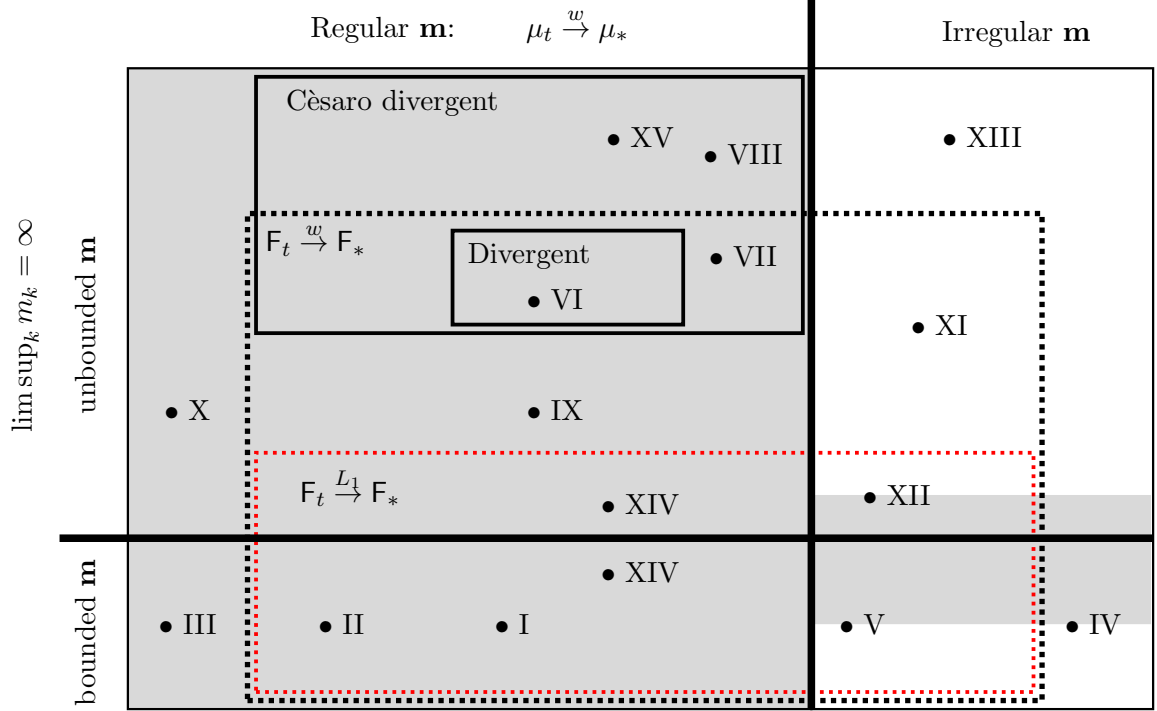 Regular m: μ_t →^w μ_*
Irregular m
Cèsaro divergent
XV
VIII
XIII
F_t →^w F_*
Divergent
VII
VI
XI
lim sup_k m_k = ∞
unbounded m
X
IX
F_t →^{L_1} F_*
XII
XIV
bounded m
XIV
III
II
I
V
IV